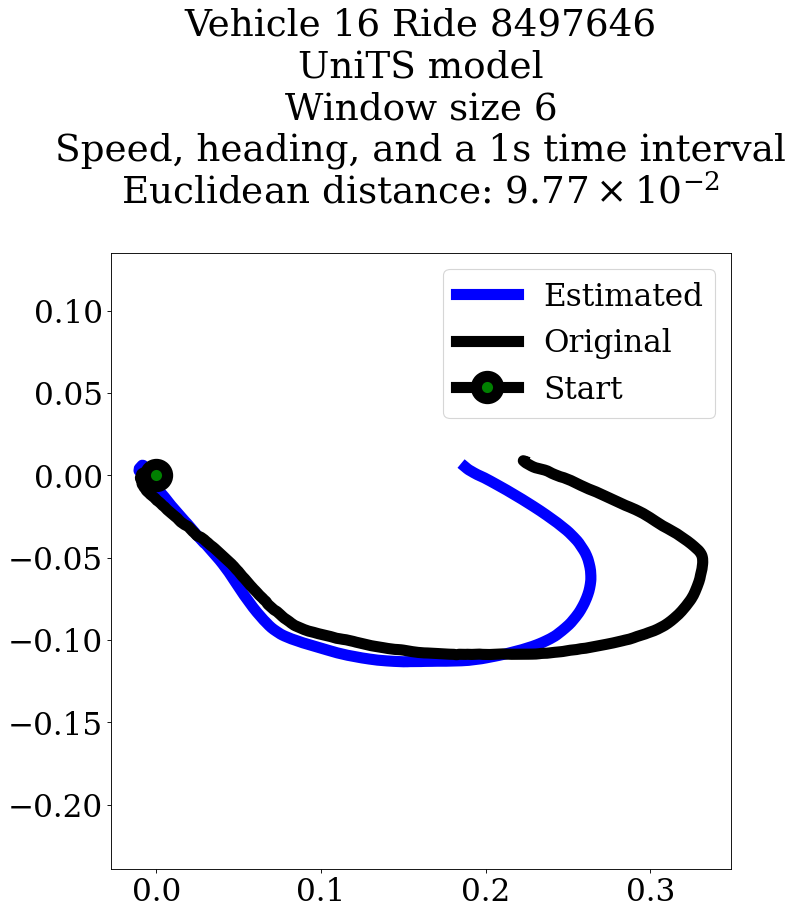 Vehicle 16 Ride 8497646
UniTS model
Window size 6
Speed, heading, and a 1s time interval
Euclidean distance: 9.77 × 10⁻²
Estimated
Original
Start
0.10
0.05
0.00
−0.05
−0.10
−0.15
−0.20
0.0 0.1 0.2 0.3